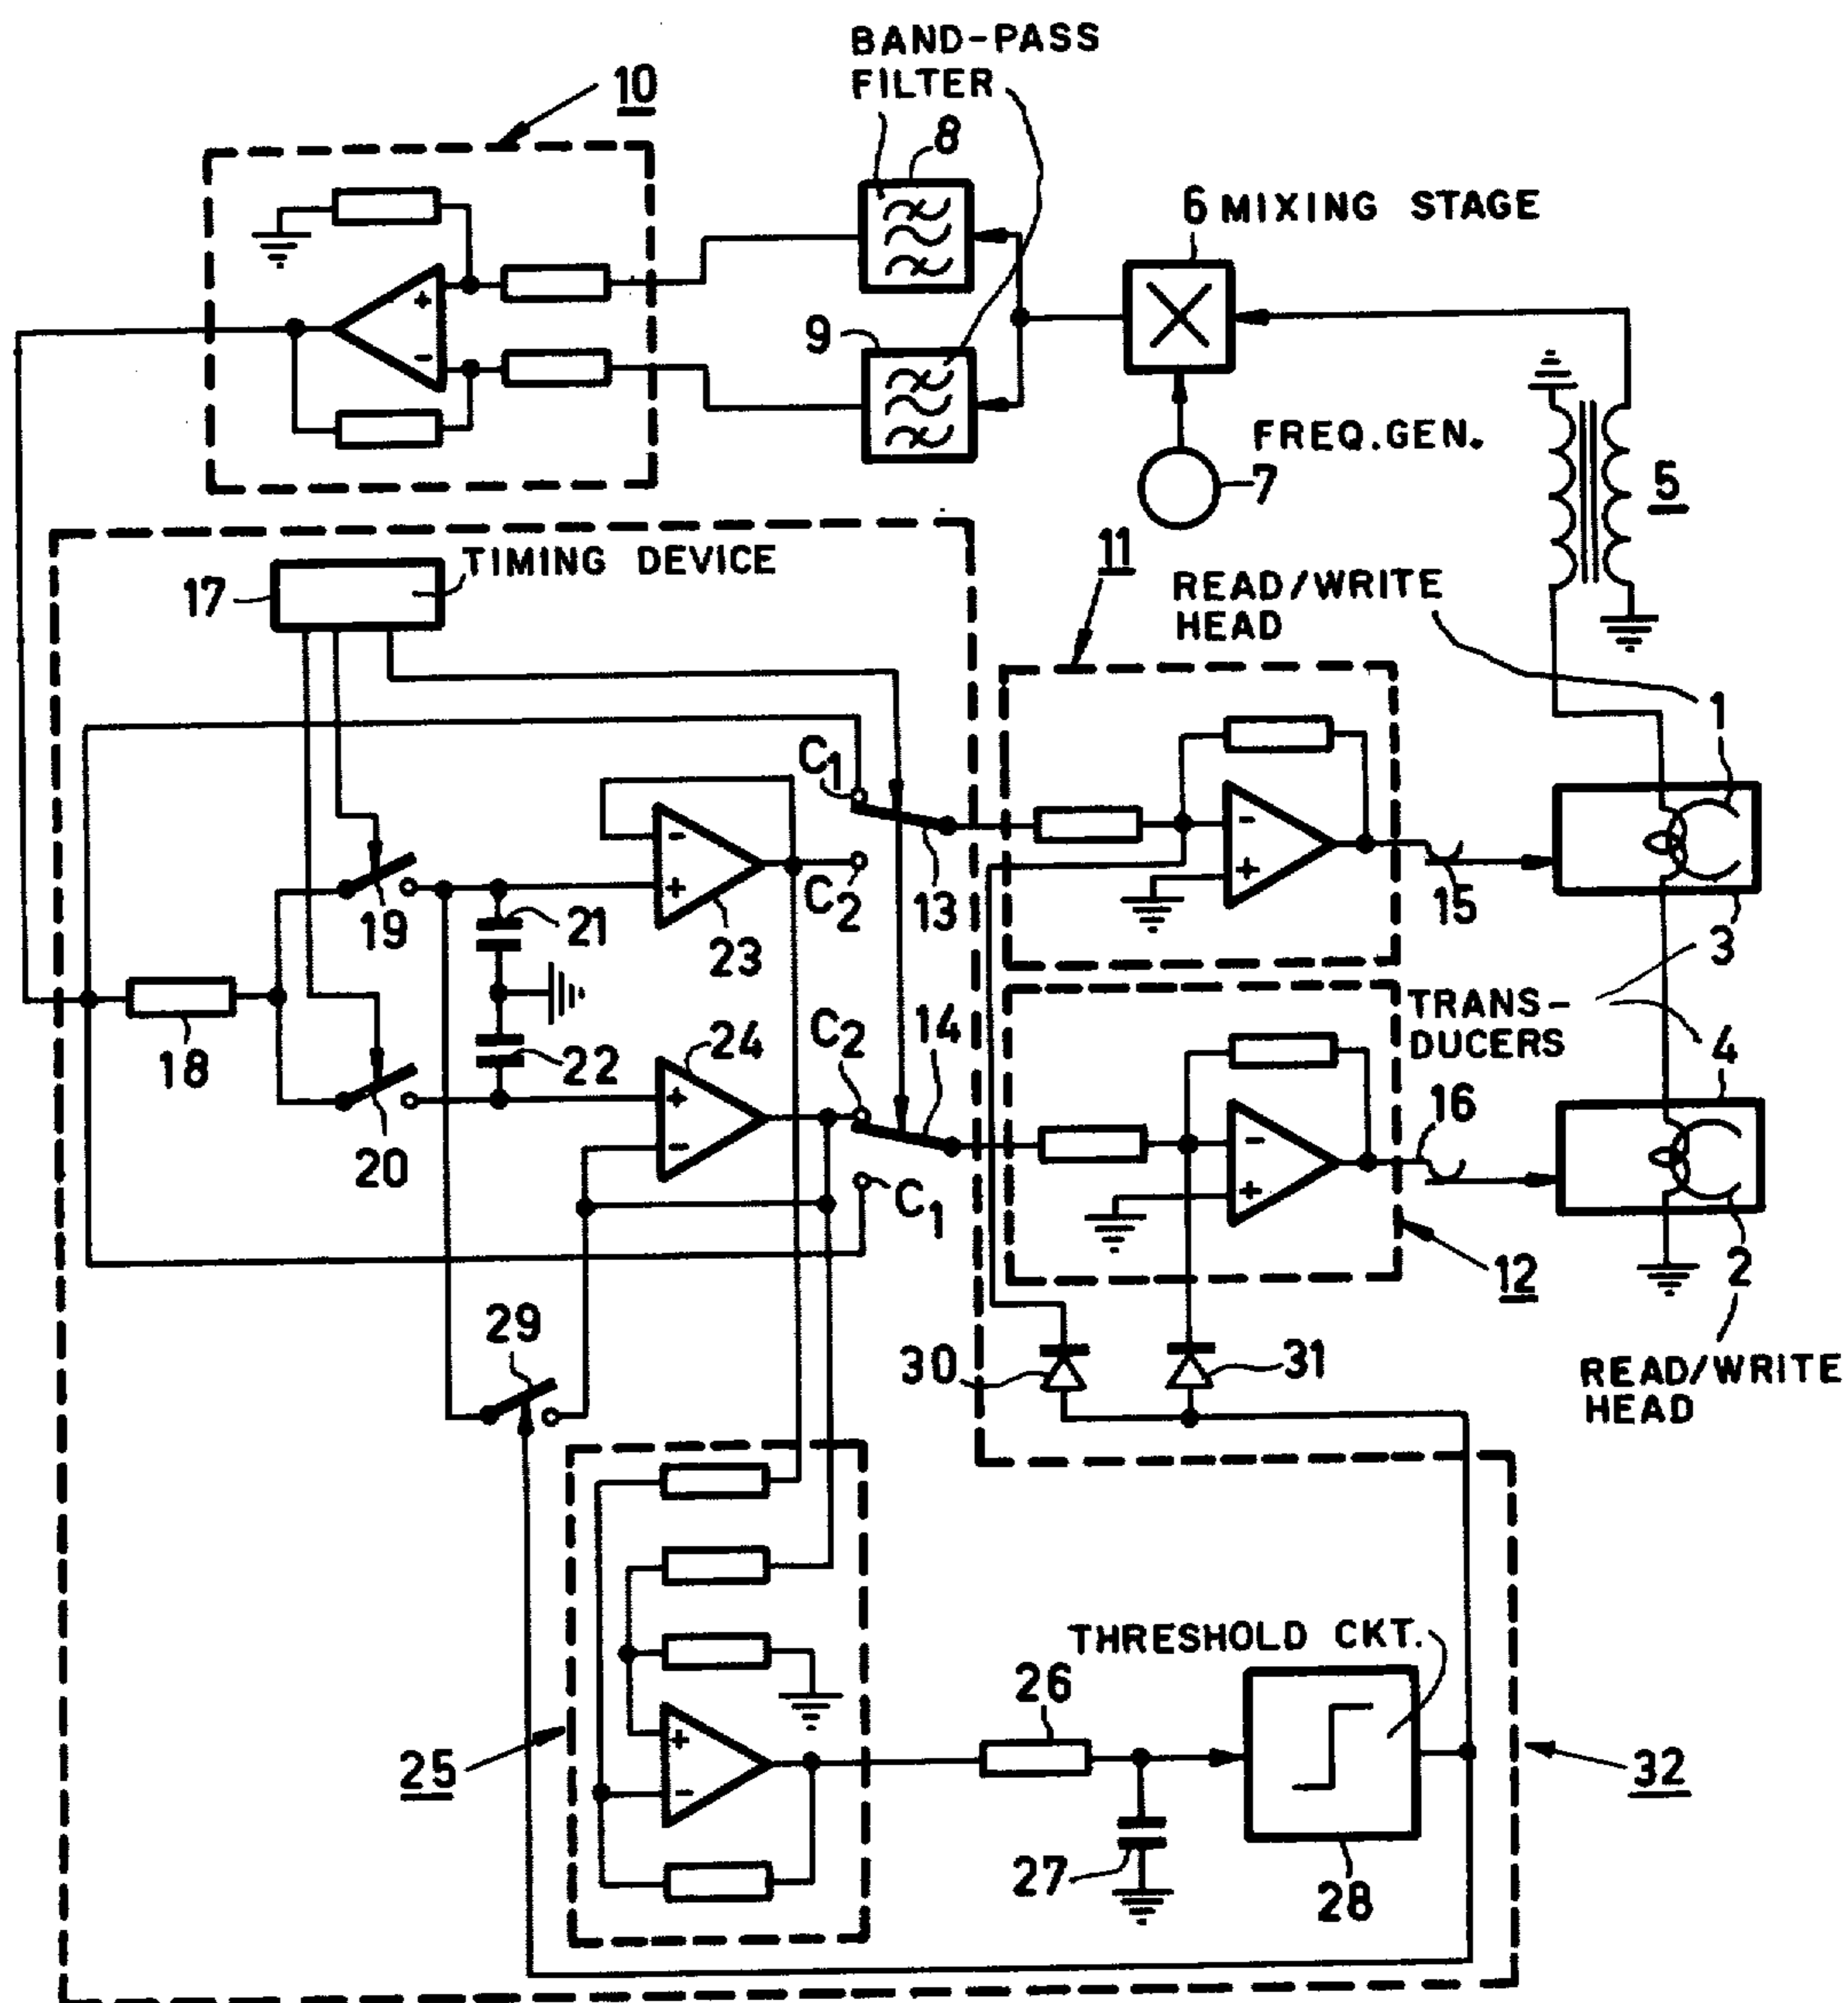 BAND-PASS
FILTER
10
8
6 MIXING STAGE
9
FREQ.GEN.
7
5
+
-
TIMING DEVICE
17
11
READ/WRITE
HEAD
1
C1
-
+
C2
19
21
23
13
-
+
15
3
TRANS-
DUCERS
4
18
22
24
C2
14
16
20
+
-
C1
-
+
12
2
29
30
31
READ/WRITE
HEAD
THRESHOLD CKT.
26
25
+
-
27
28
32